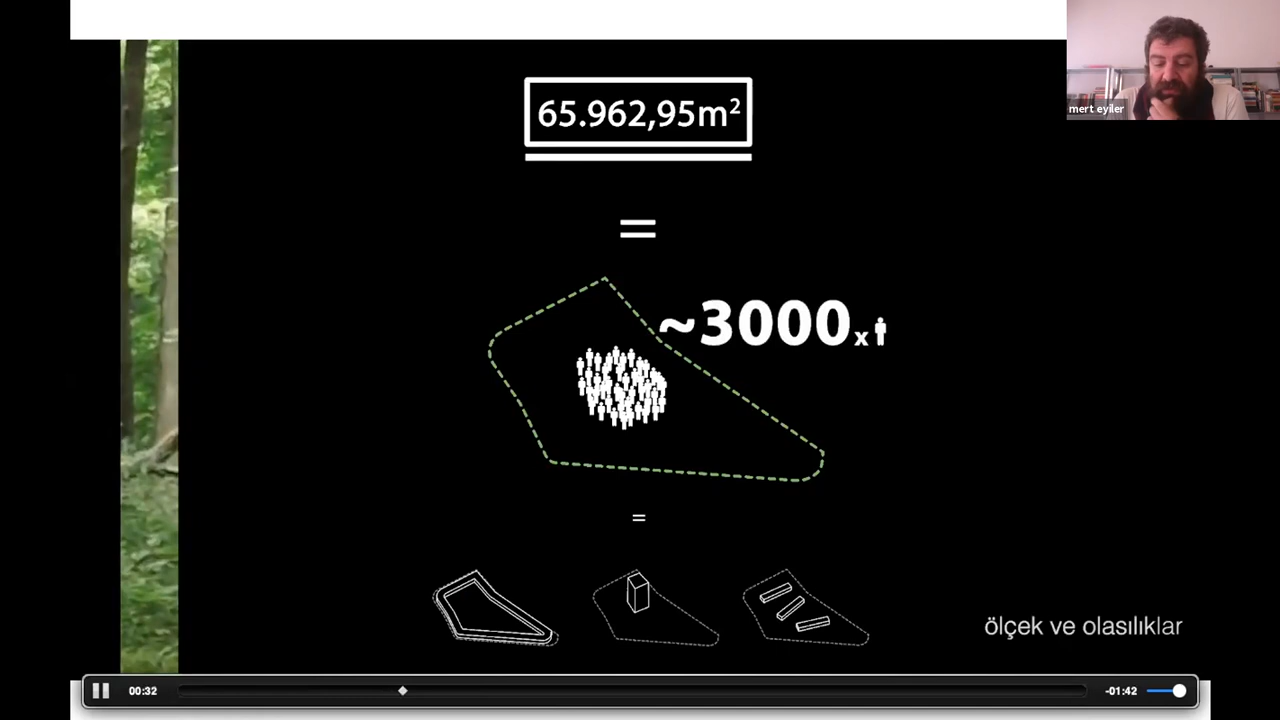 65.962,95m²
mert eyiler
=
~3000x
=
ölçek ve olasılıklar
00:32
-01:42